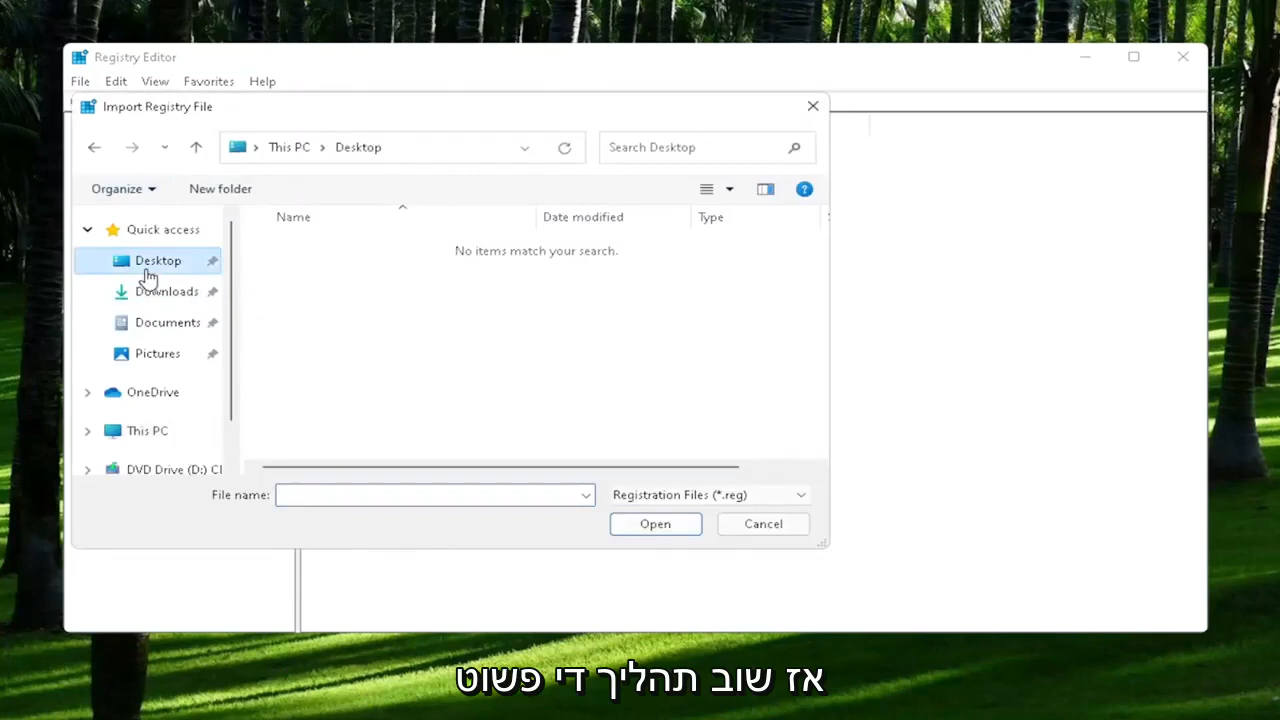 Registry Editor
File Edit View Favorites Help
Import Registry File
This PC Desktop
Search Desktop
Organize New folder
Name Date modified Type
Quick access
No items match your search.
Desktop
Downloads
Documents
Pictures
OneDrive
This PC
DVD Drive (D:) C
File name: Registration Files (*.reg)
Open Cancel
אז שוב תהליך די פשוט